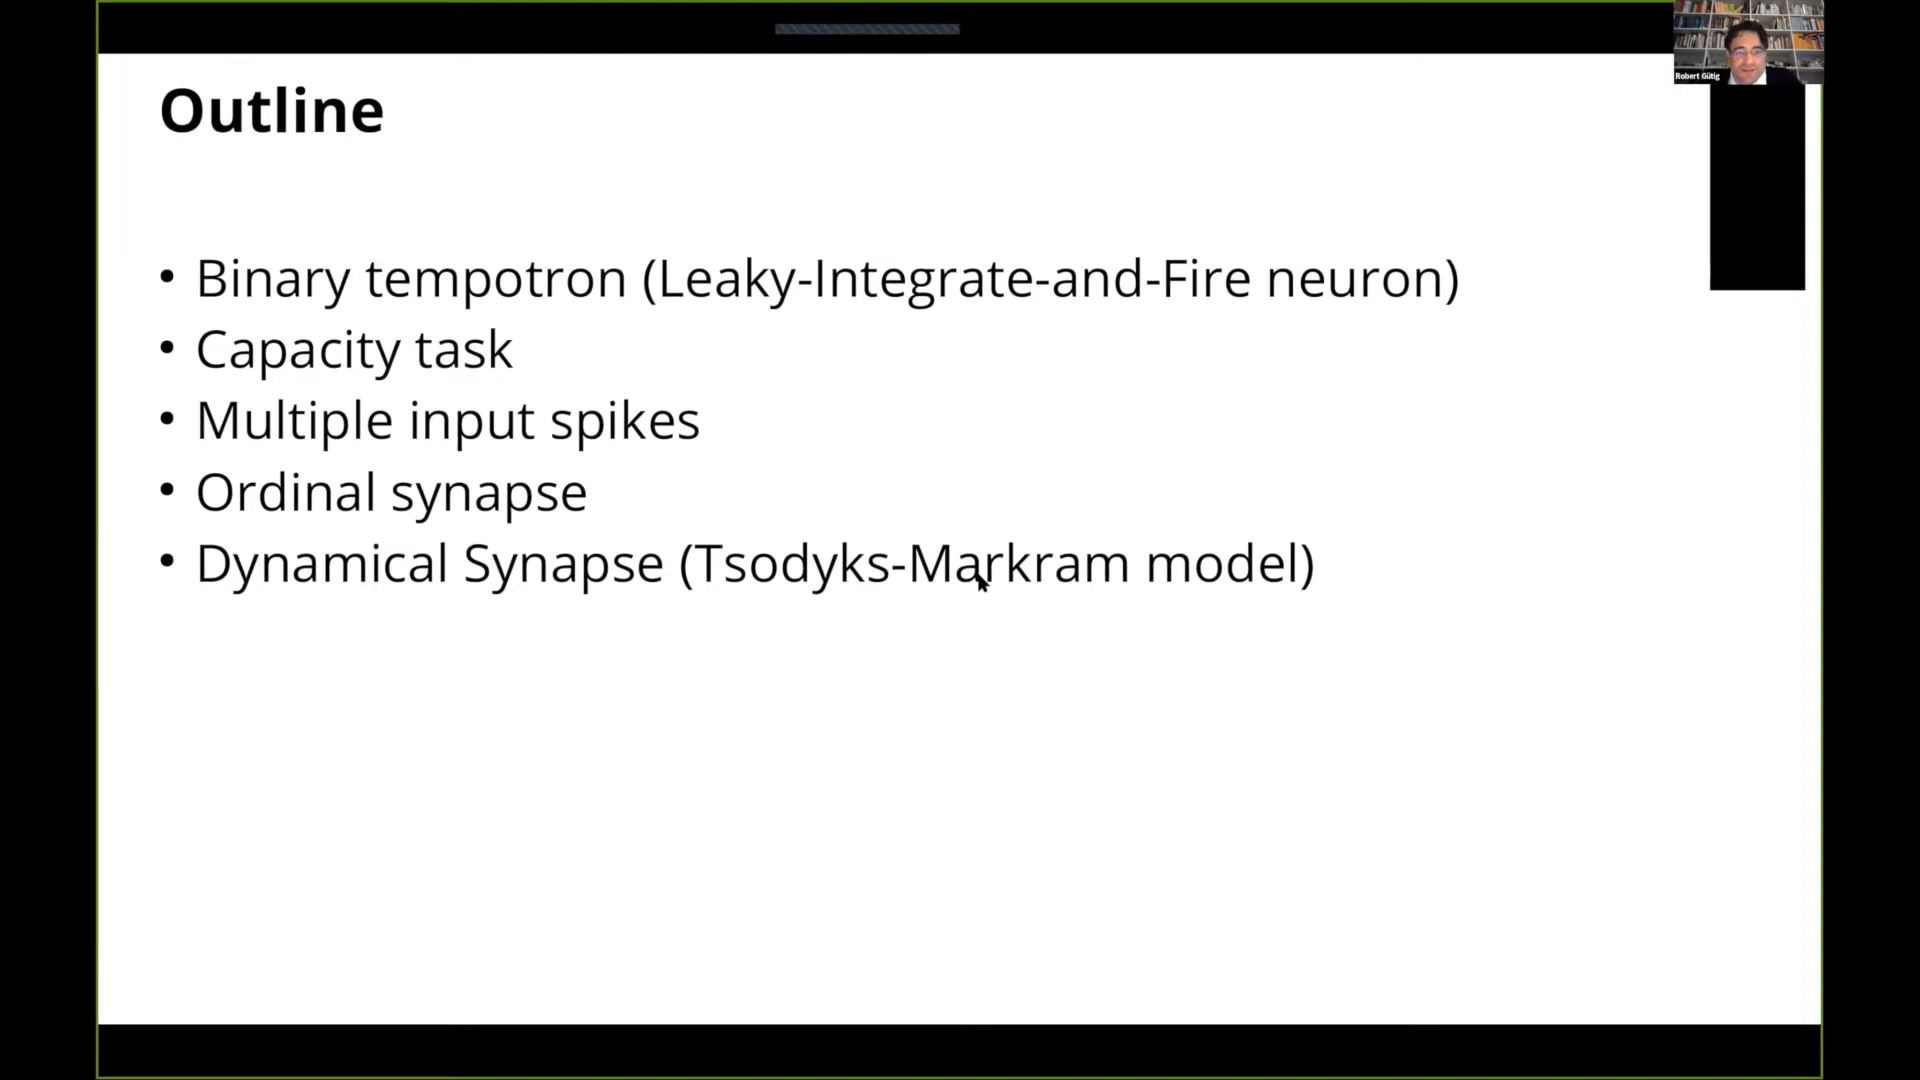 Robert Gütig
Outline
• Binary tempotron (Leaky-Integrate-and-Fire neuron)
• Capacity task
• Multiple input spikes
• Ordinal synapse
• Dynamical Synapse (Tsodyks-Markram model)